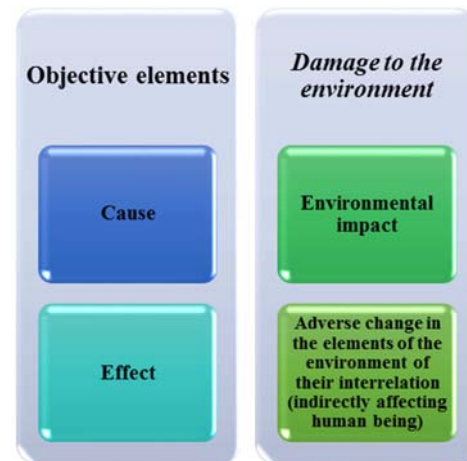 Objective elements
Cause
Effect
Damage to the
environment
Environmental
impact
Adverse change in
the elements of the
environment of
their interrelation
(indirectly affecting
human being)